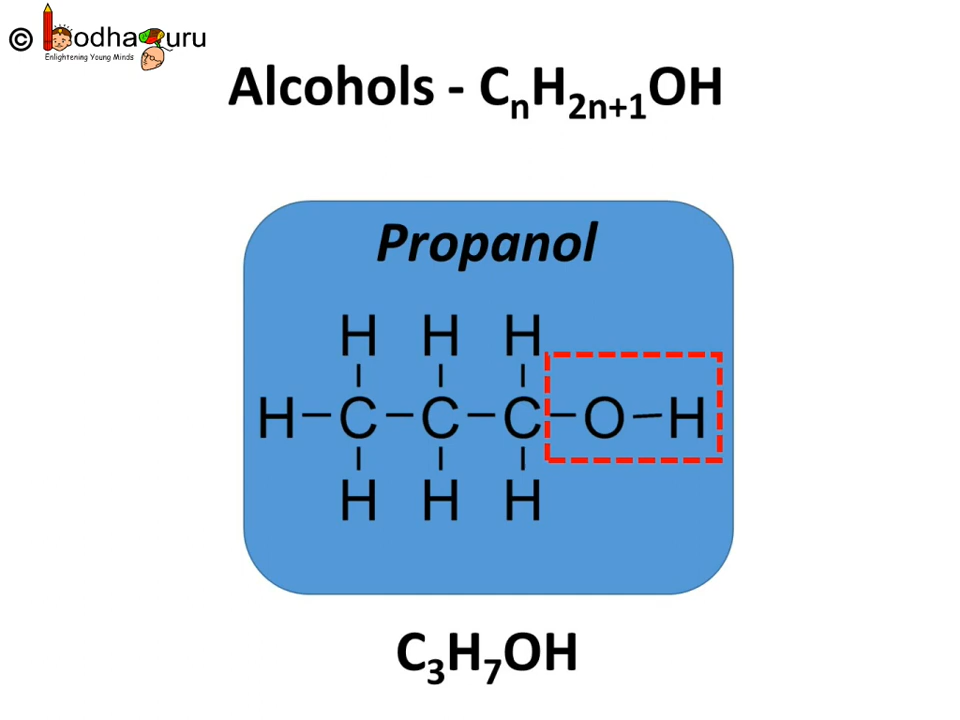 © BodhaGuru
Enlightening Young Minds
Alcohols - CₙH₂ₙ₊₁OH
Propanol
H H H
H – C – C – C – O – H
H H H
C₃H₇OH